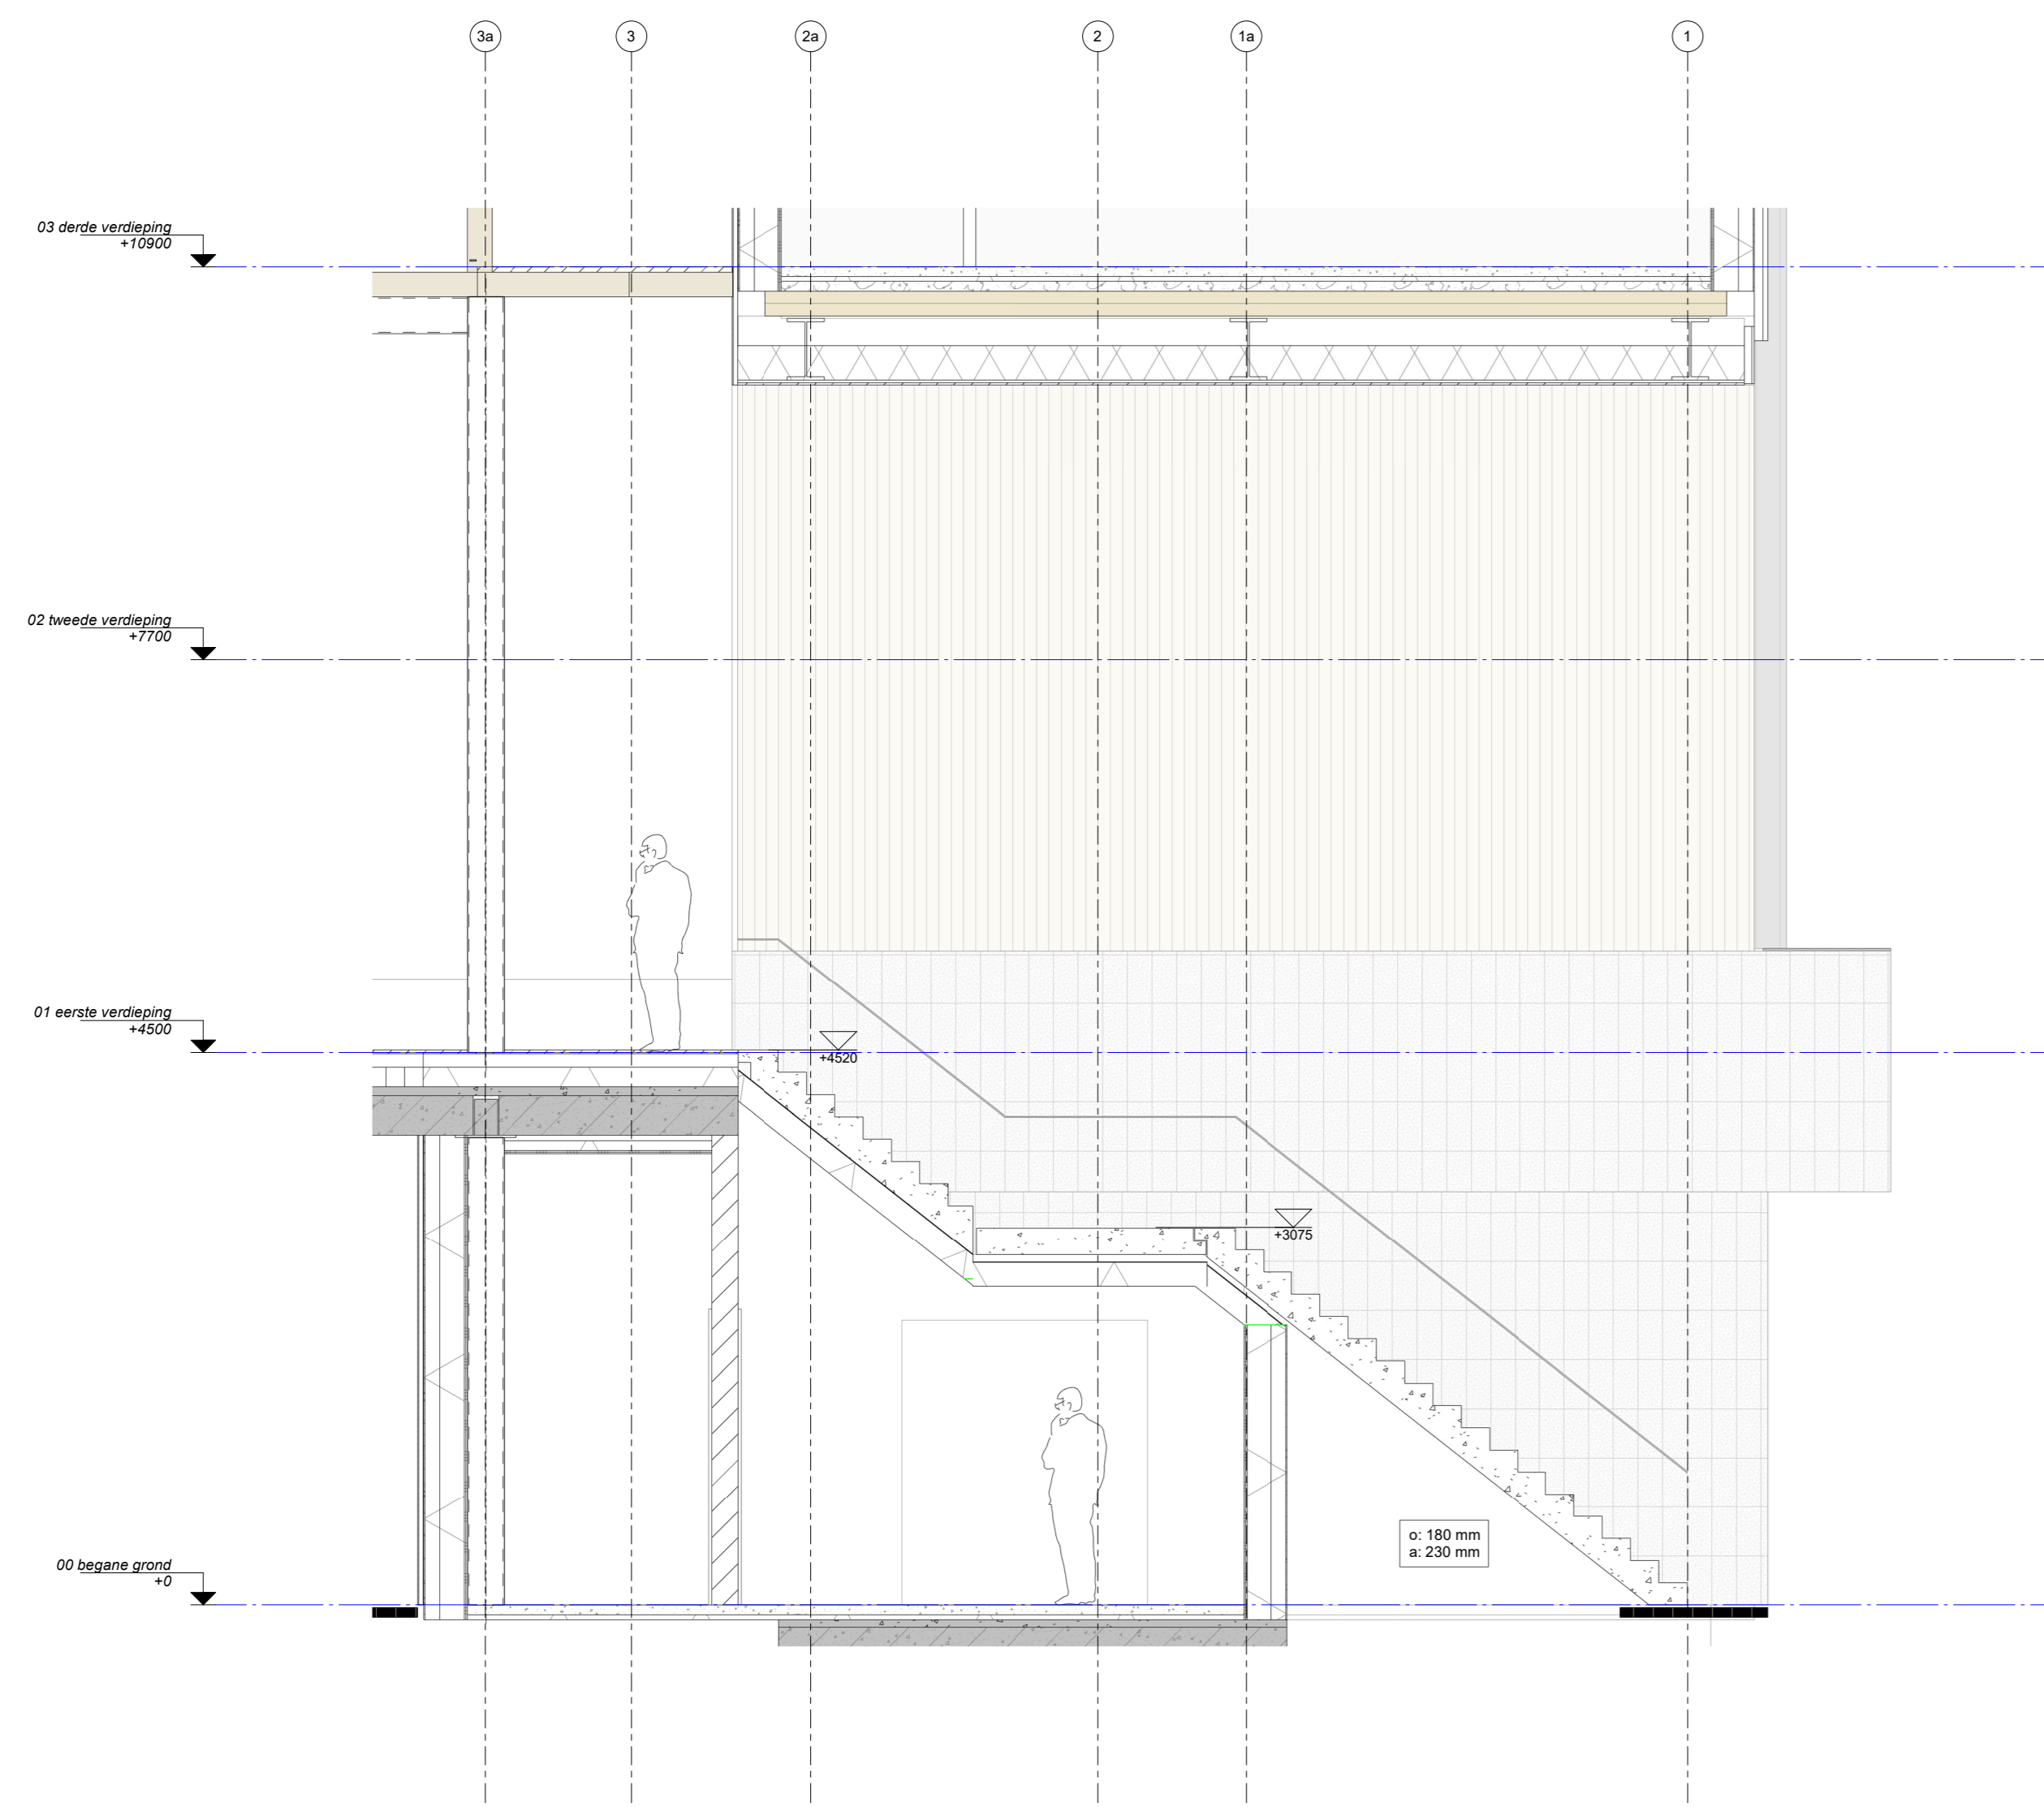 3a
3
2a
2
1a
1
03 derde verdieping
+10900
02 tweede verdieping
+7700
01 eerste verdieping
+4500
+4520
+3075
o: 180 mm
a: 230 mm
00 begane grond
+0